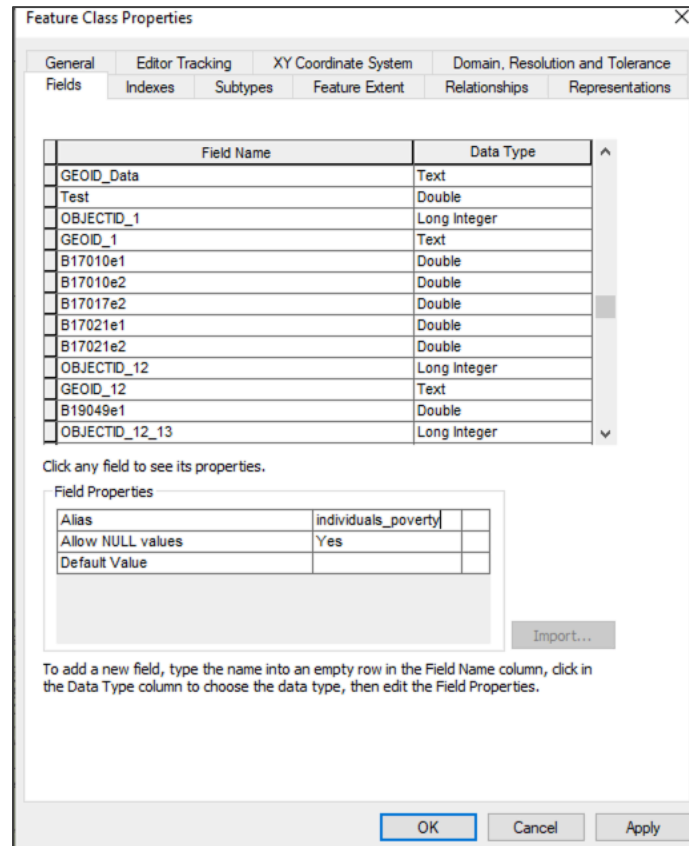 Feature Class Properties
General Editor Tracking XY Coordinate System Domain, Resolution and Tolerance
Fields Indexes Subtypes Feature Extent Relationships Representations
Field Name Data Type
GEOID_Data Text
Test Double
OBJECTID_1 Long Integer
GEOID_1 Text
B17010e1 Double
B17010e2 Double
B17017e2 Double
B17021e1 Double
B17021e2 Double
OBJECTID_12 Long Integer
GEOID_12 Text
B19049e1 Double
OBJECTID_12_13 Long Integer
Click any field to see its properties.
Field Properties
Alias individuals_poverty
Allow NULL values Yes
Default Value
Import...
To add a new field, type the name into an empty row in the Field Name column, click in
the Data Type column to choose the data type, then edit the Field Properties.
OK Cancel Apply